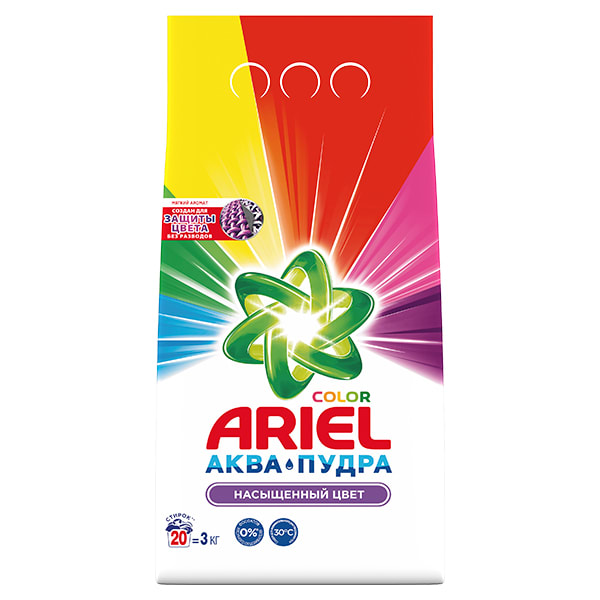 МЯГКИЙ АРОМАТ
СОЗДАН ДЛЯ
ЗАЩИТЫ
ЦВЕТА
БЕЗ РАЗВОДОВ
COLOR
ARIEL
АКВА ПУДРА
НАСЫЩЕННЫЙ ЦВЕТ
СТИРОК
20 = 3 КГ
0%
30°C